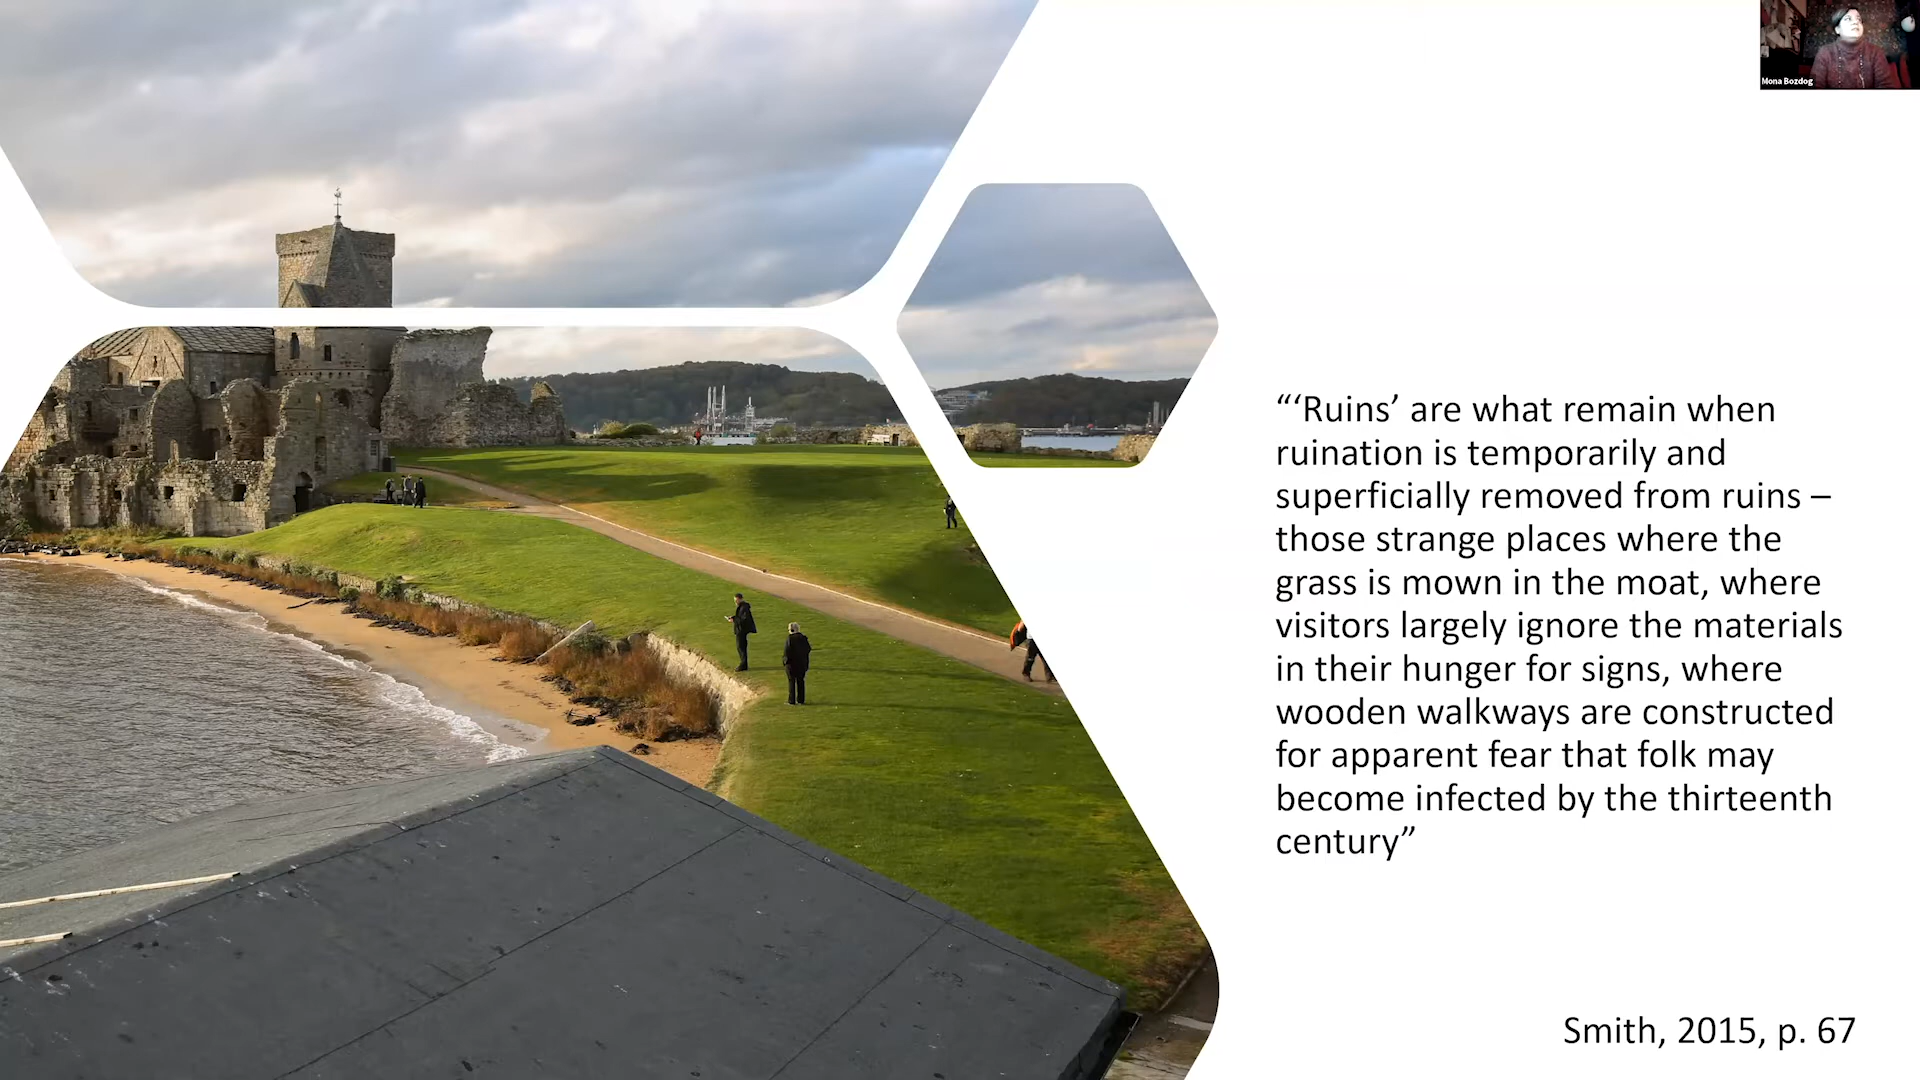 Mona Bozdog
“‘Ruins’ are what remain when
ruination is temporarily and
superficially removed from ruins –
those strange places where the
grass is mown in the moat, where
visitors largely ignore the materials
in their hunger for signs, where
wooden walkways are constructed
for apparent fear that folk may
become infected by the thirteenth
century”
Smith, 2015, p. 67